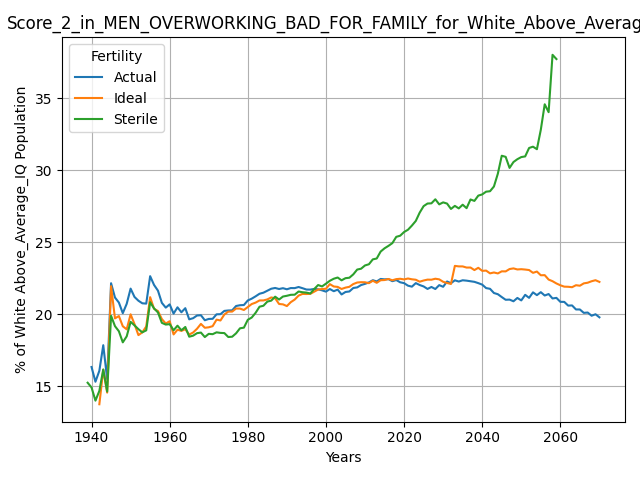 Score_2_in_MEN_OVERWORKING_BAD_FOR_FAMILY_for_White_Above_Averag
Fertility
Actual
Ideal
Sterile
% of White Above_Average_IQ Population
35
30
25
20
15
1940 1960 1980 2000 2020 2040 2060
Years